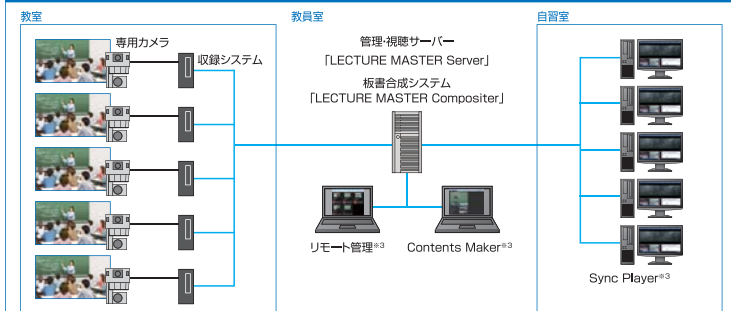 教室
教員室
自習室
専用カメラ
収録システム
管理・視聴サーバー
「LECTURE MASTER Server」
板書合成システム
「LECTURE MASTER Compositer」
リモート管理※3
Contents Maker※3
Sync Player※3